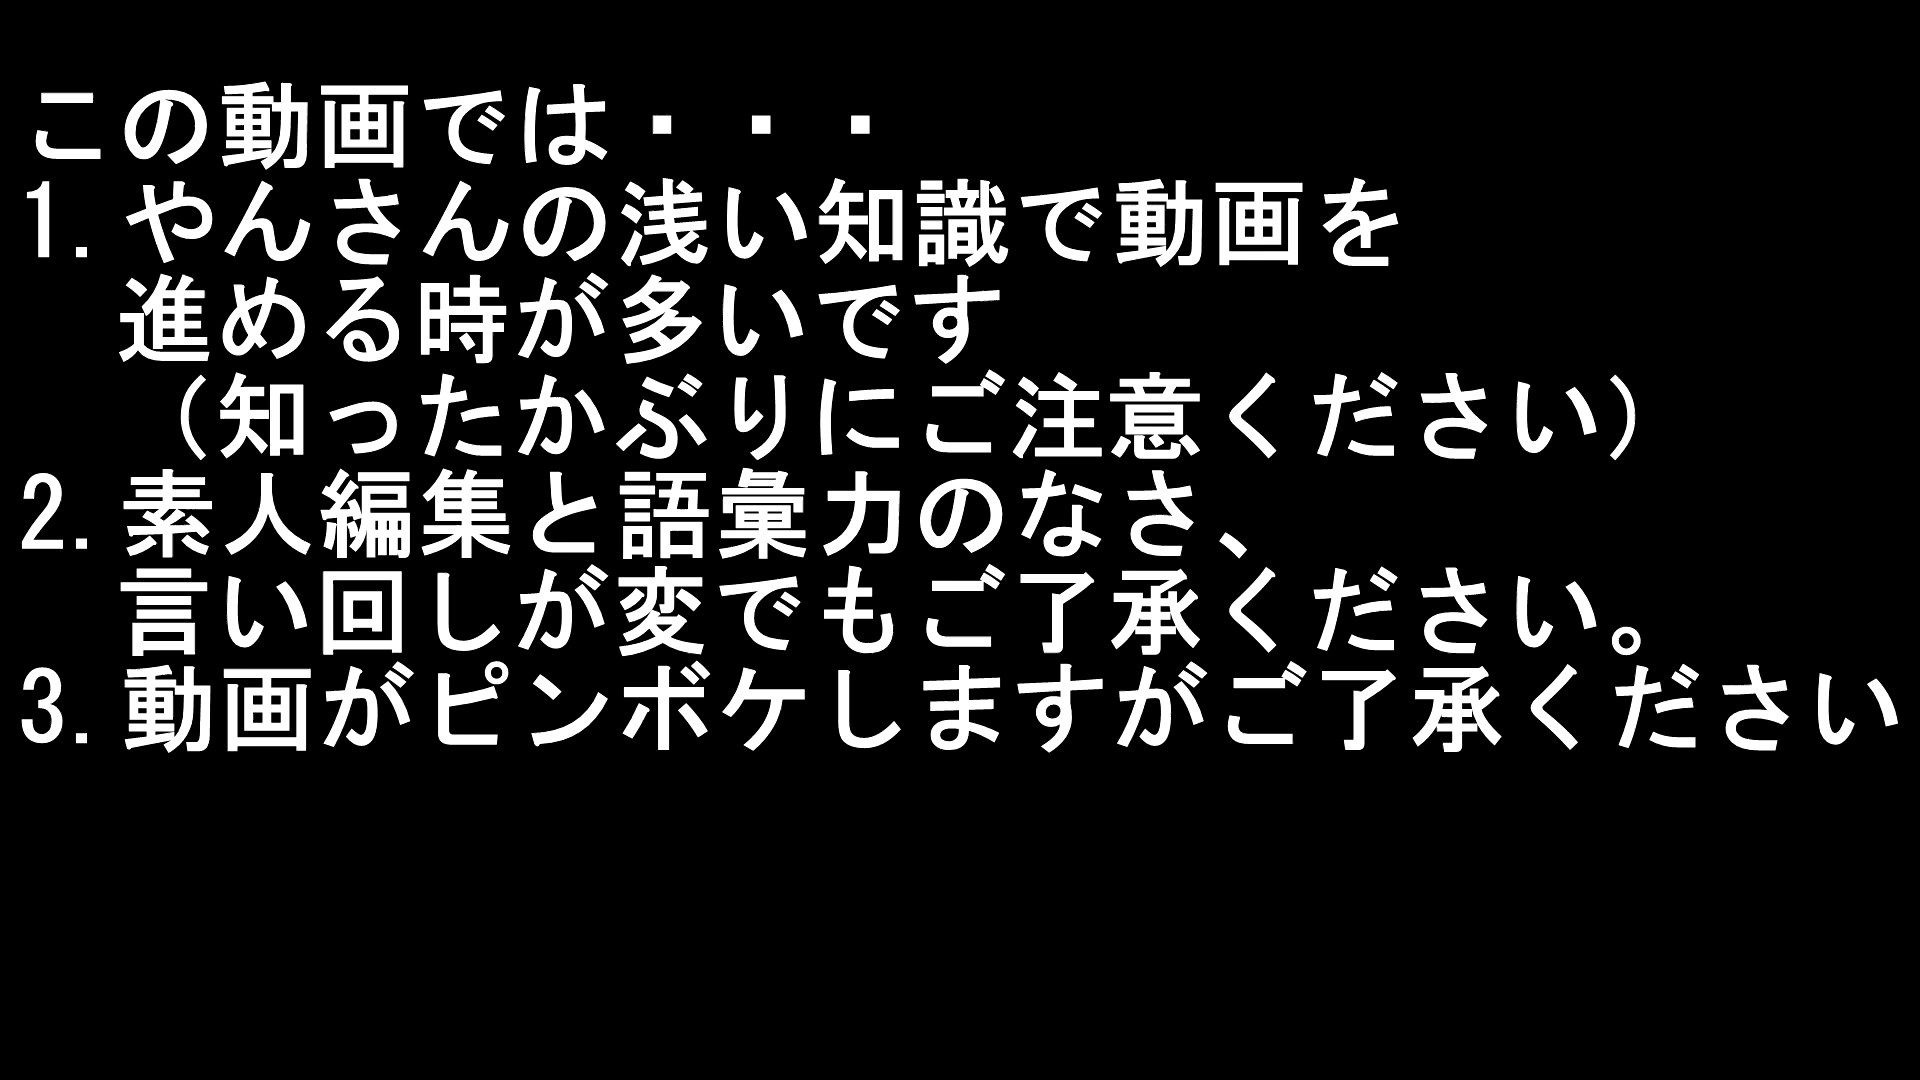 この動画では・・・
1.やんさんの浅い知識で動画を
進める時が多いです
（知ったかぶりにご注意ください）
2.素人編集と語彙力のなさ、
言い回しが変でもご了承ください。
3.動画がピンボケしますがご了承ください